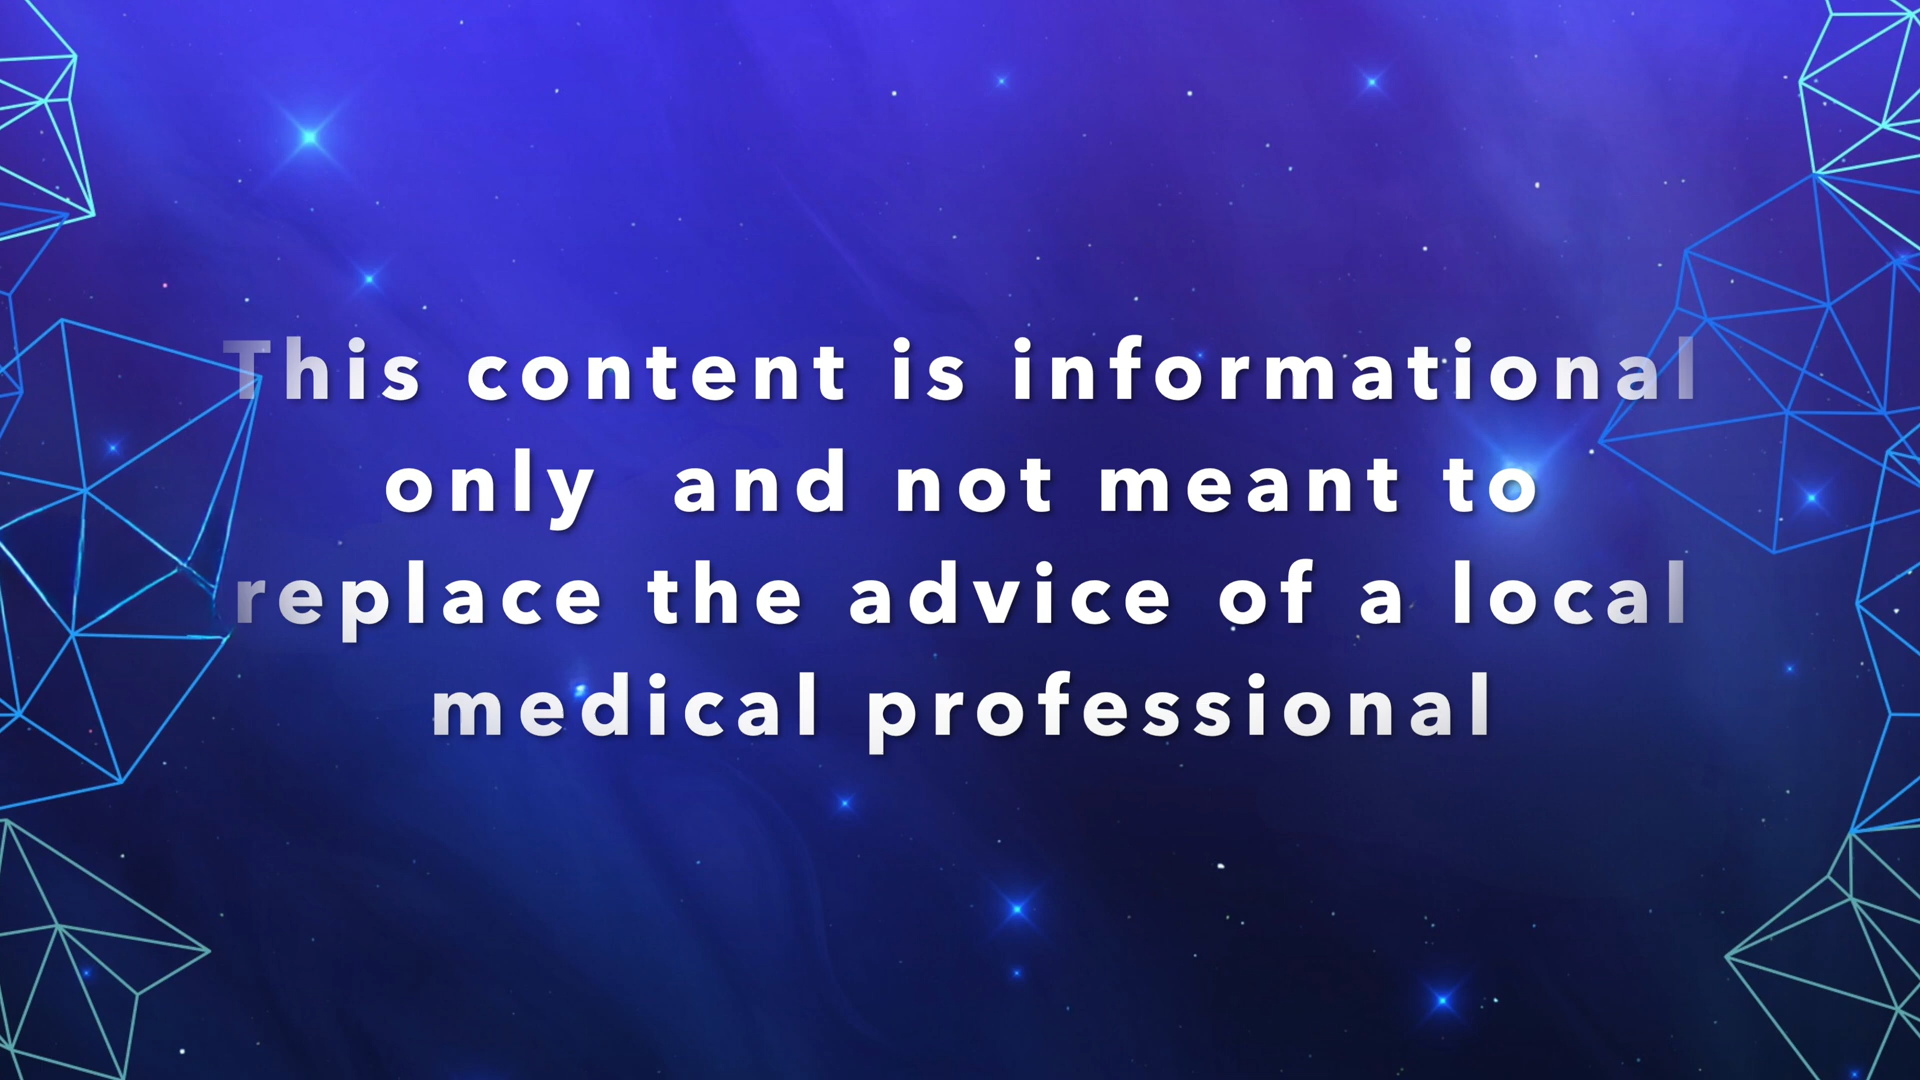 This content is informational
only  and not meant to
replace the advice of a local
medical professional